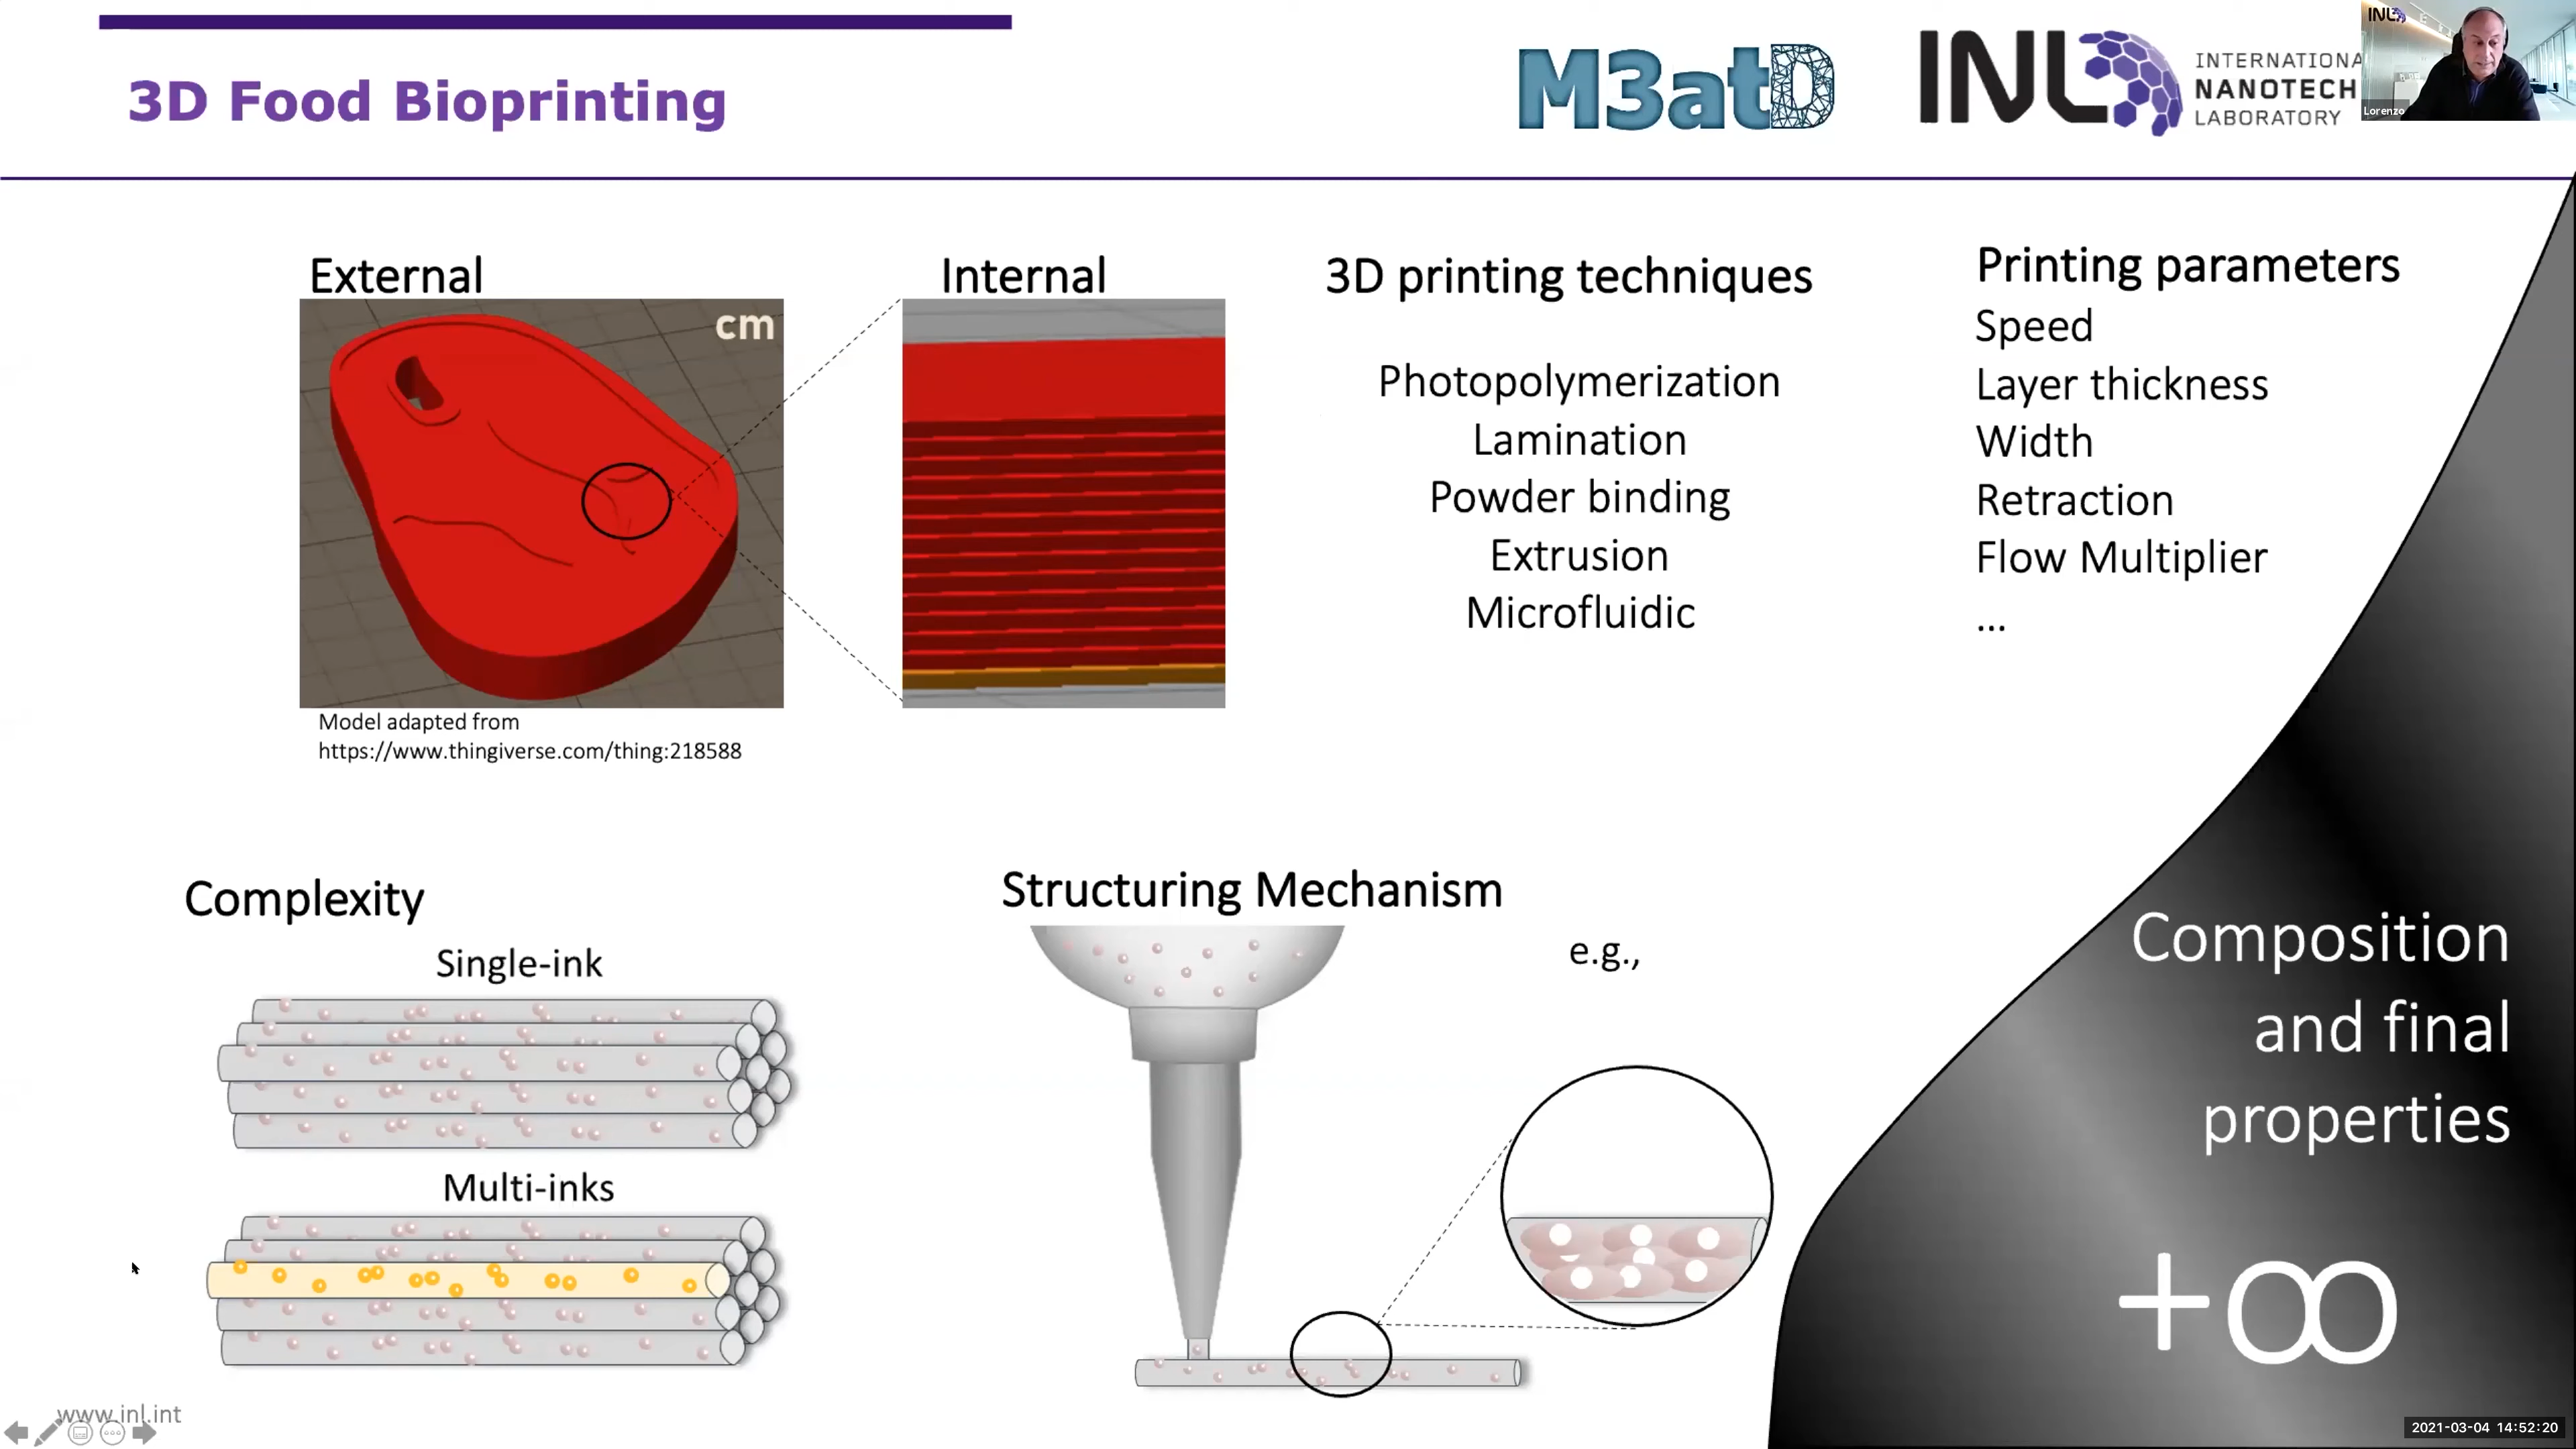 3D Food Bioprinting
M3atD
INL
INTERNATIONA
NANOTECH
LABORATORY
INL
Lorenzo
External
cm
Model adapted from
https://www.thingiverse.com/thing:218588
Internal
3D printing techniques
Photopolymerization
Lamination
Powder binding
Extrusion
Microfluidic
Printing parameters
Speed
Layer thickness
Width
Retraction
Flow Multiplier
...
Complexity
Single-ink
Multi-inks
Structuring Mechanism
e.g.,
Composition
and final
properties
+∞
www.inl.int
2021-03-04 14:52:20